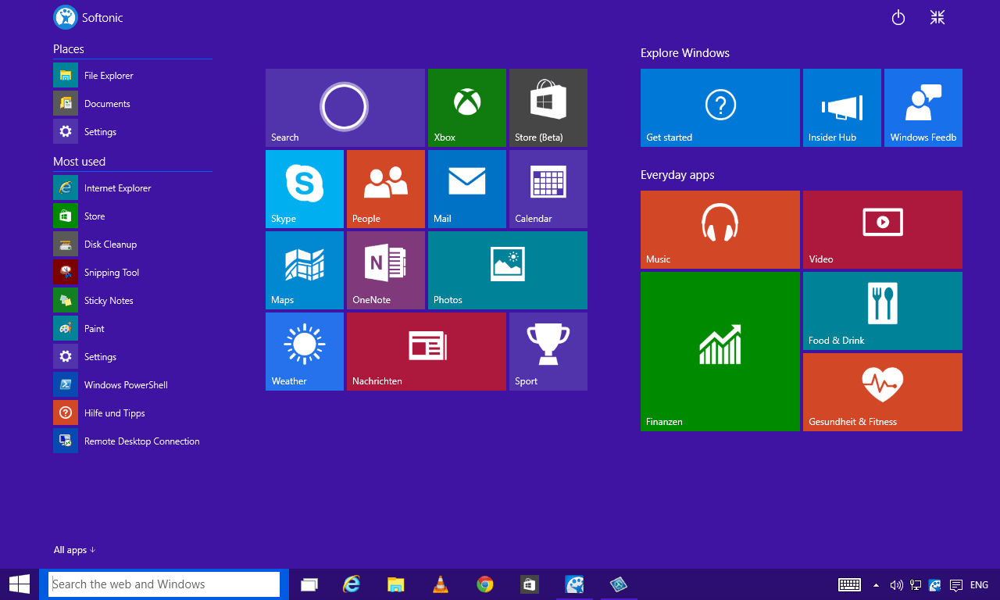 Softonic
Places
File Explorer
Documents
Settings
Most used
Internet Explorer
Store
Disk Cleanup
Snipping Tool
Sticky Notes
Paint
Settings
Windows PowerShell
Hilfe und Tipps
Remote Desktop Connection
All apps
Search
Xbox
Store (Beta)
Skype
S
People
Mail
Calendar
Maps
N
OneNote
Photos
Weather
Nachrichten
Sport
Explore Windows
?
Get started
Insider Hub
Windows Feedb
Everyday apps
Music
Video
Finanzen
Food & Drink
Gesundheit & Fitness
Search the web and Windows
ENG